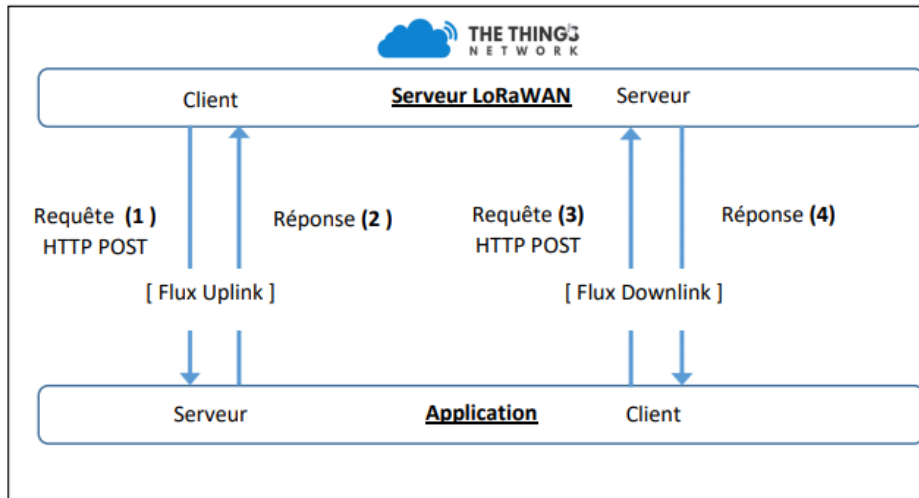 THE THINGS
NETWORK
Client Serveur LoRaWAN Serveur
Requête (1 )
HTTP POST
Réponse (2 )
Requête (3)
HTTP POST
Réponse (4)
[ Flux Uplink ] [ Flux Downlink ]
Serveur Application Client